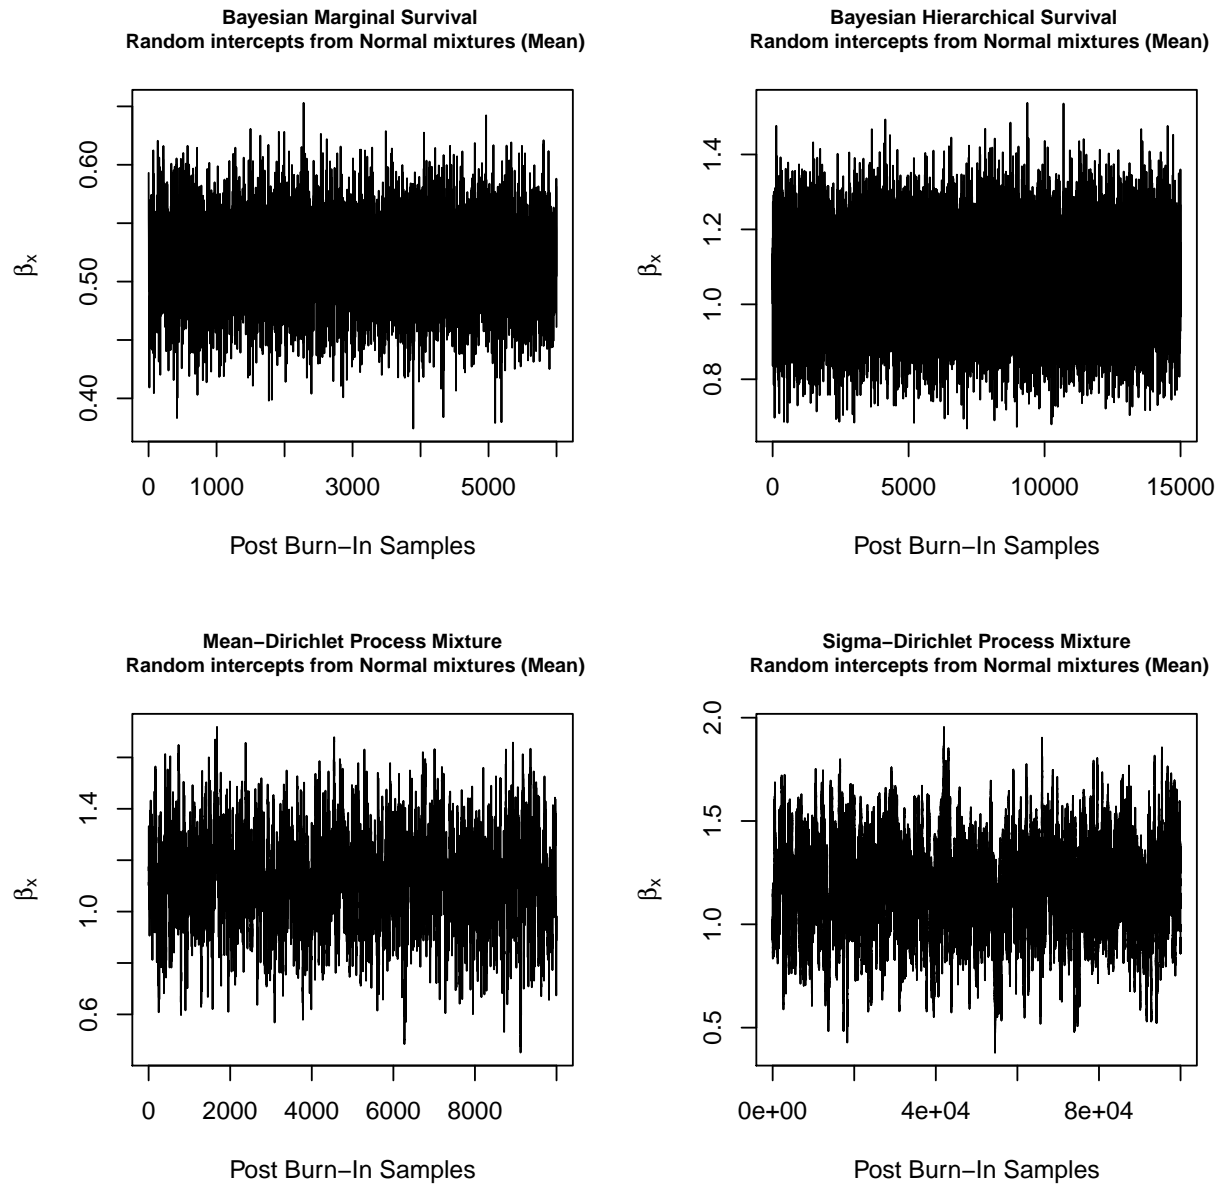 Bayesian Marginal Survival
Random intercepts from Normal mixtures (Mean)
βx
0.60
0.50
0.40
0 1000 3000 5000
Post Burn−In Samples
Bayesian Hierarchical Survival
Random intercepts from Normal mixtures (Mean)
βx
1.4
1.2
1.0
0.8
0 5000 10000 15000
Post Burn−In Samples
Mean−Dirichlet Process Mixture
Random intercepts from Normal mixtures (Mean)
βx
1.4
1.0
0.6
0 2000 4000 6000 8000
Post Burn−In Samples
Sigma−Dirichlet Process Mixture
Random intercepts from Normal mixtures (Mean)
βx
2.0
1.5
1.0
0.5
0e+00 4e+04 8e+04
Post Burn−In Samples